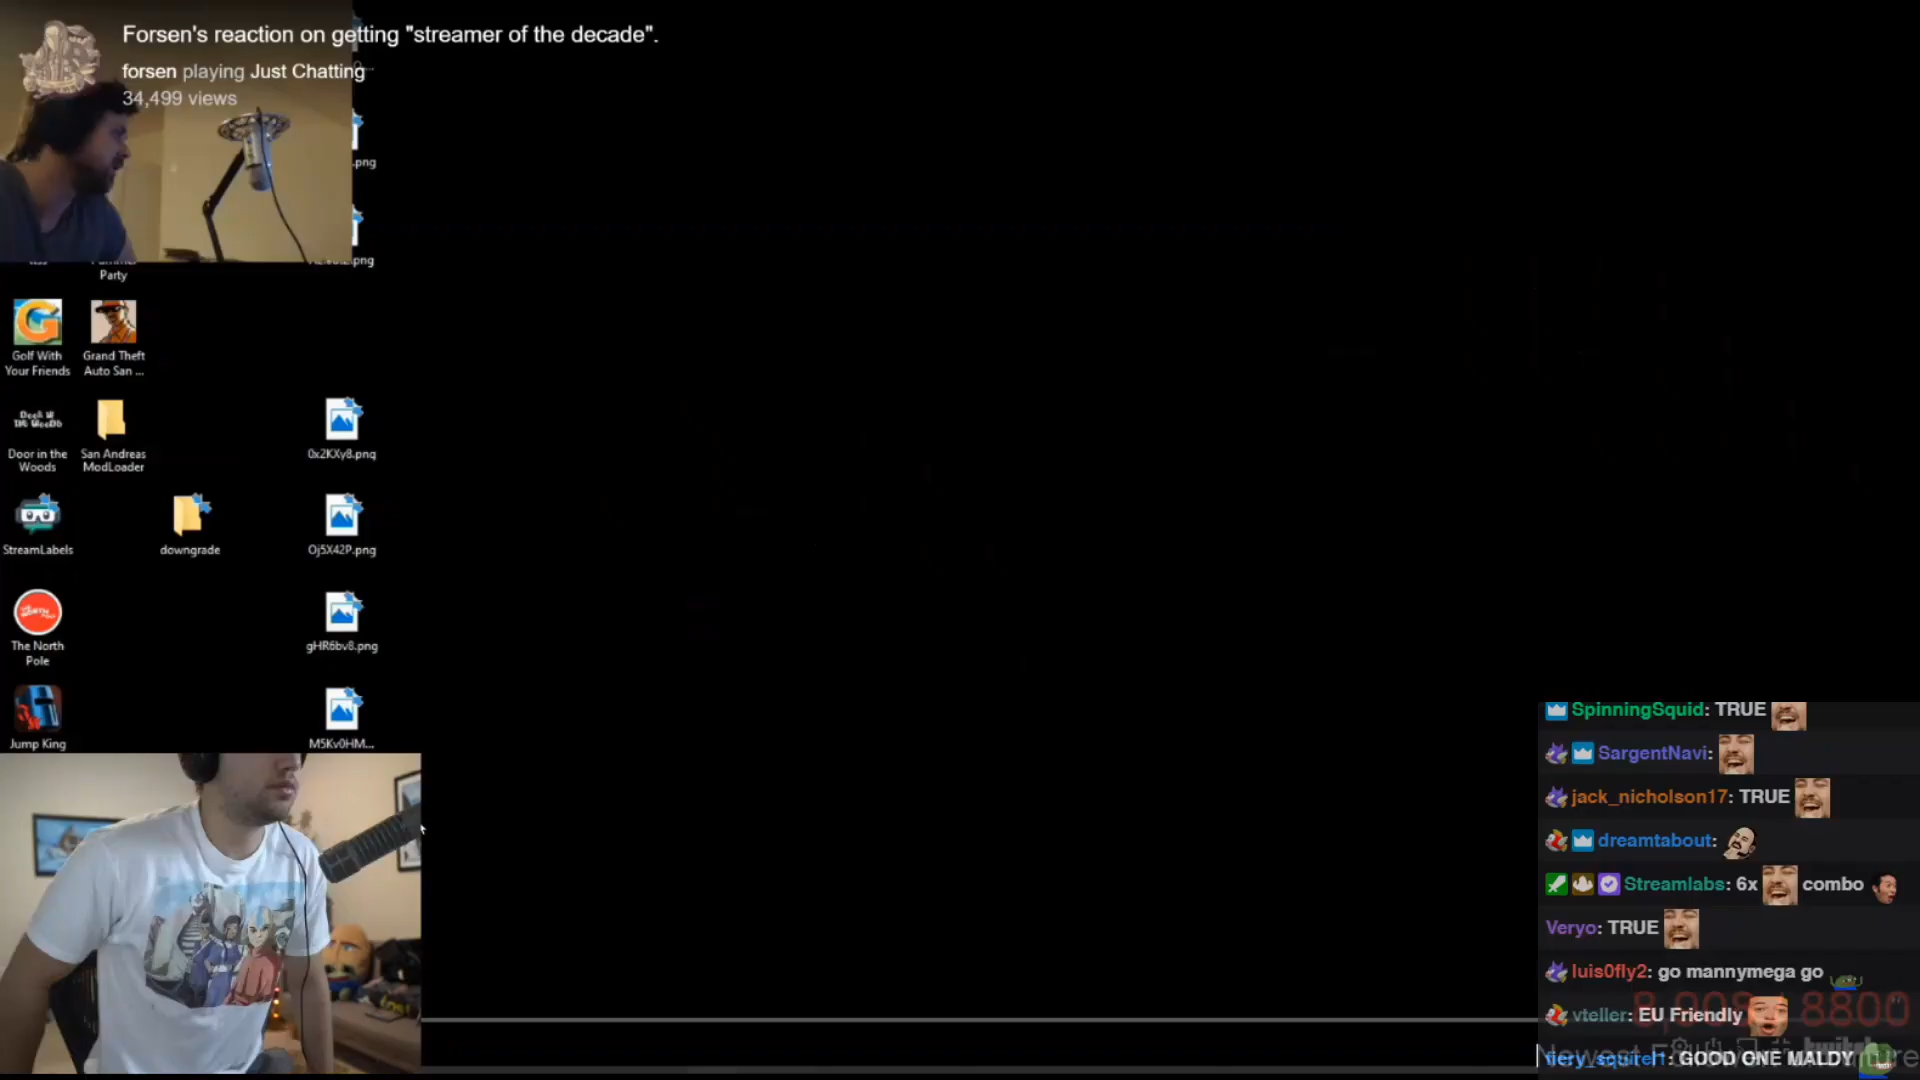 Forsen's reaction on getting "streamer of the decade".
forsen playing Just Chatting
34,499 views
.png
.png
Party
Golf With Your Friends
Grand Theft Auto San ...
Door in the Woods
San Andreas ModLoader
0x2KXy8.png
StreamLabels
downgrade
Oj5X42P.png
The North Pole
gHR6bv8.png
Jump King
M5Kv0HM...
SpinningSquid: TRUE
SargentNavi:
jack_nicholson17: TRUE
dreamtabout:
Streamlabs: 6x combo
Veryo: TRUE
luis0fly2: go mannymega go
vteller: EU Friendly
8800
fiery_squirel1: GOOD ONE MALDY